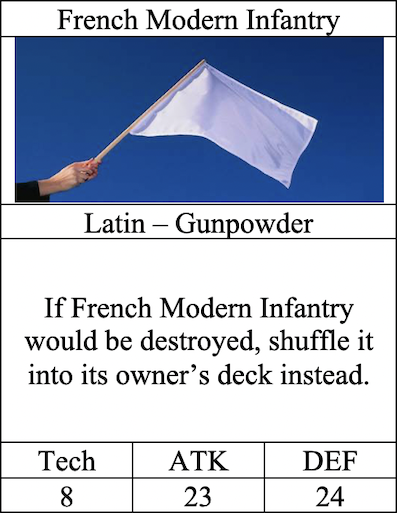 French Modern Infantry
Latin – Gunpowder
If French Modern Infantry
would be destroyed, shuffle it
into its owner’s deck instead.
Tech ATK DEF
8 23 24